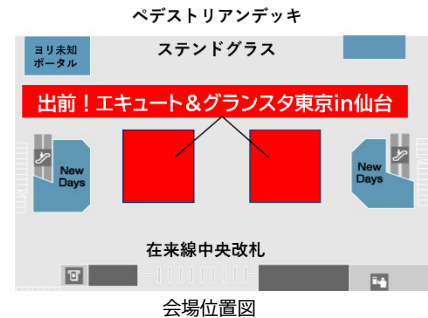 ペデストリアンデッキ
ヨリ未知
ポータル
ステンドグラス
出前！エキュート＆グランスタ東京in仙台
New
Days
New
Days
在来線中央改札
会場位置図